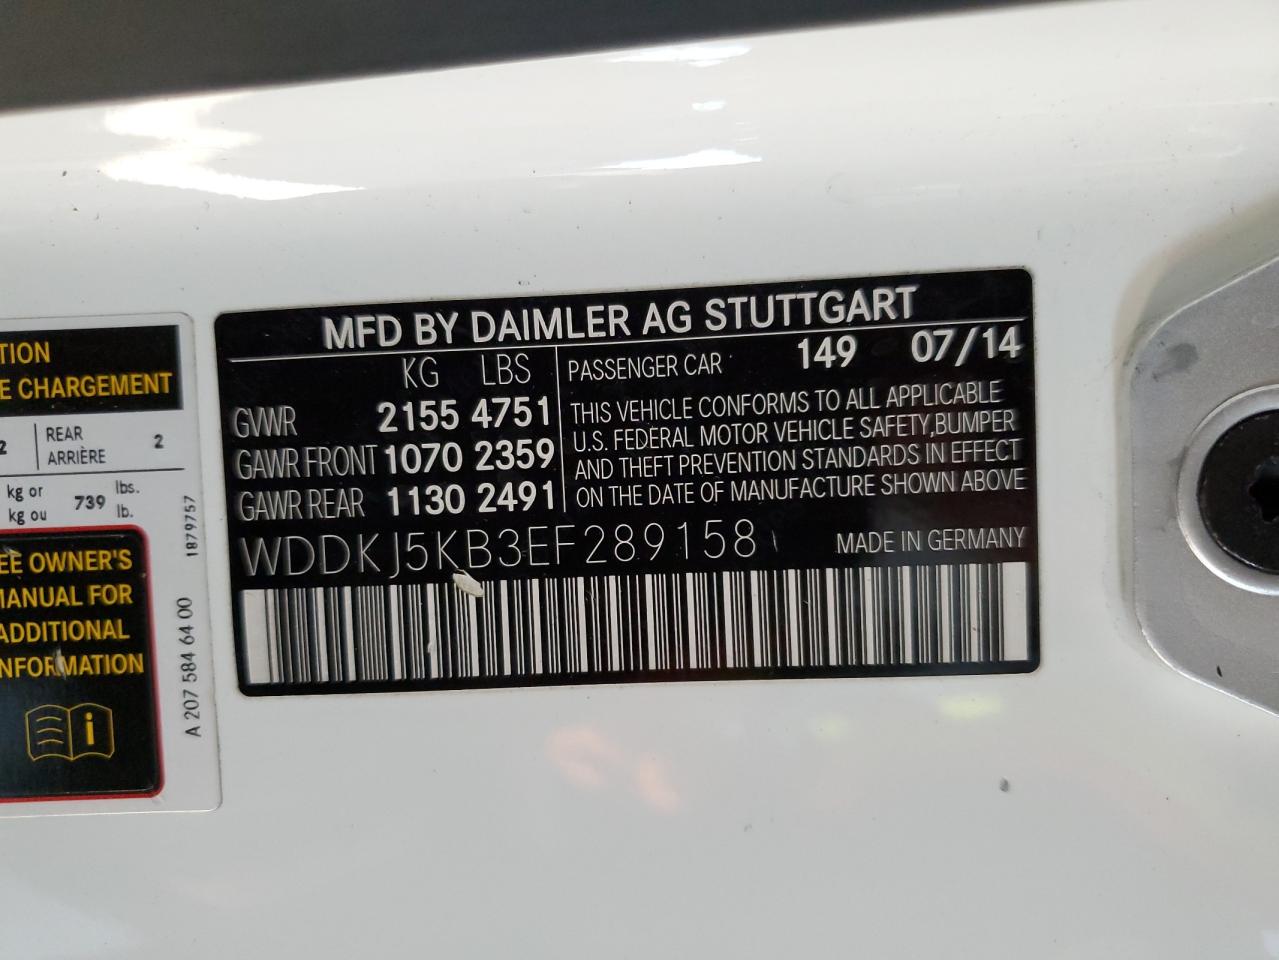 TION
E CHARGEMENT
2 REAR ARRIÈRE 2
kg or
kg ou 739 lbs.
lb.
EE OWNER'S
MANUAL FOR
ADDITIONAL
INFORMATION
i
1879757
A 207 584 64 00
MFD BY DAIMLER AG STUTTGART
KG LBS
GVWR 2155 4751
GAWR FRONT 1070 2359
GAWR REAR 1130 2491
PASSENGER CAR 149 07/14
THIS VEHICLE CONFORMS TO ALL APPLICABLE
U.S. FEDERAL MOTOR VEHICLE SAFETY,BUMPER
AND THEFT PREVENTION STANDARDS IN EFFECT
ON THE DATE OF MANUFACTURE SHOWN ABOVE
WDDKJ5KB3EF289158 MADE IN GERMANY